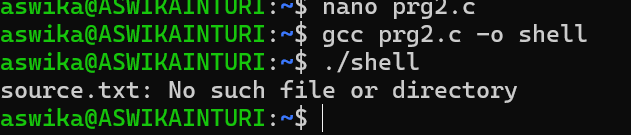 aswika@ASWIKAINTURI:~$ nano prg2.c
aswika@ASWIKAINTURI:~$ gcc prg2.c -o shell
aswika@ASWIKAINTURI:~$ ./shell
source.txt: No such file or directory
aswika@ASWIKAINTURI:~$